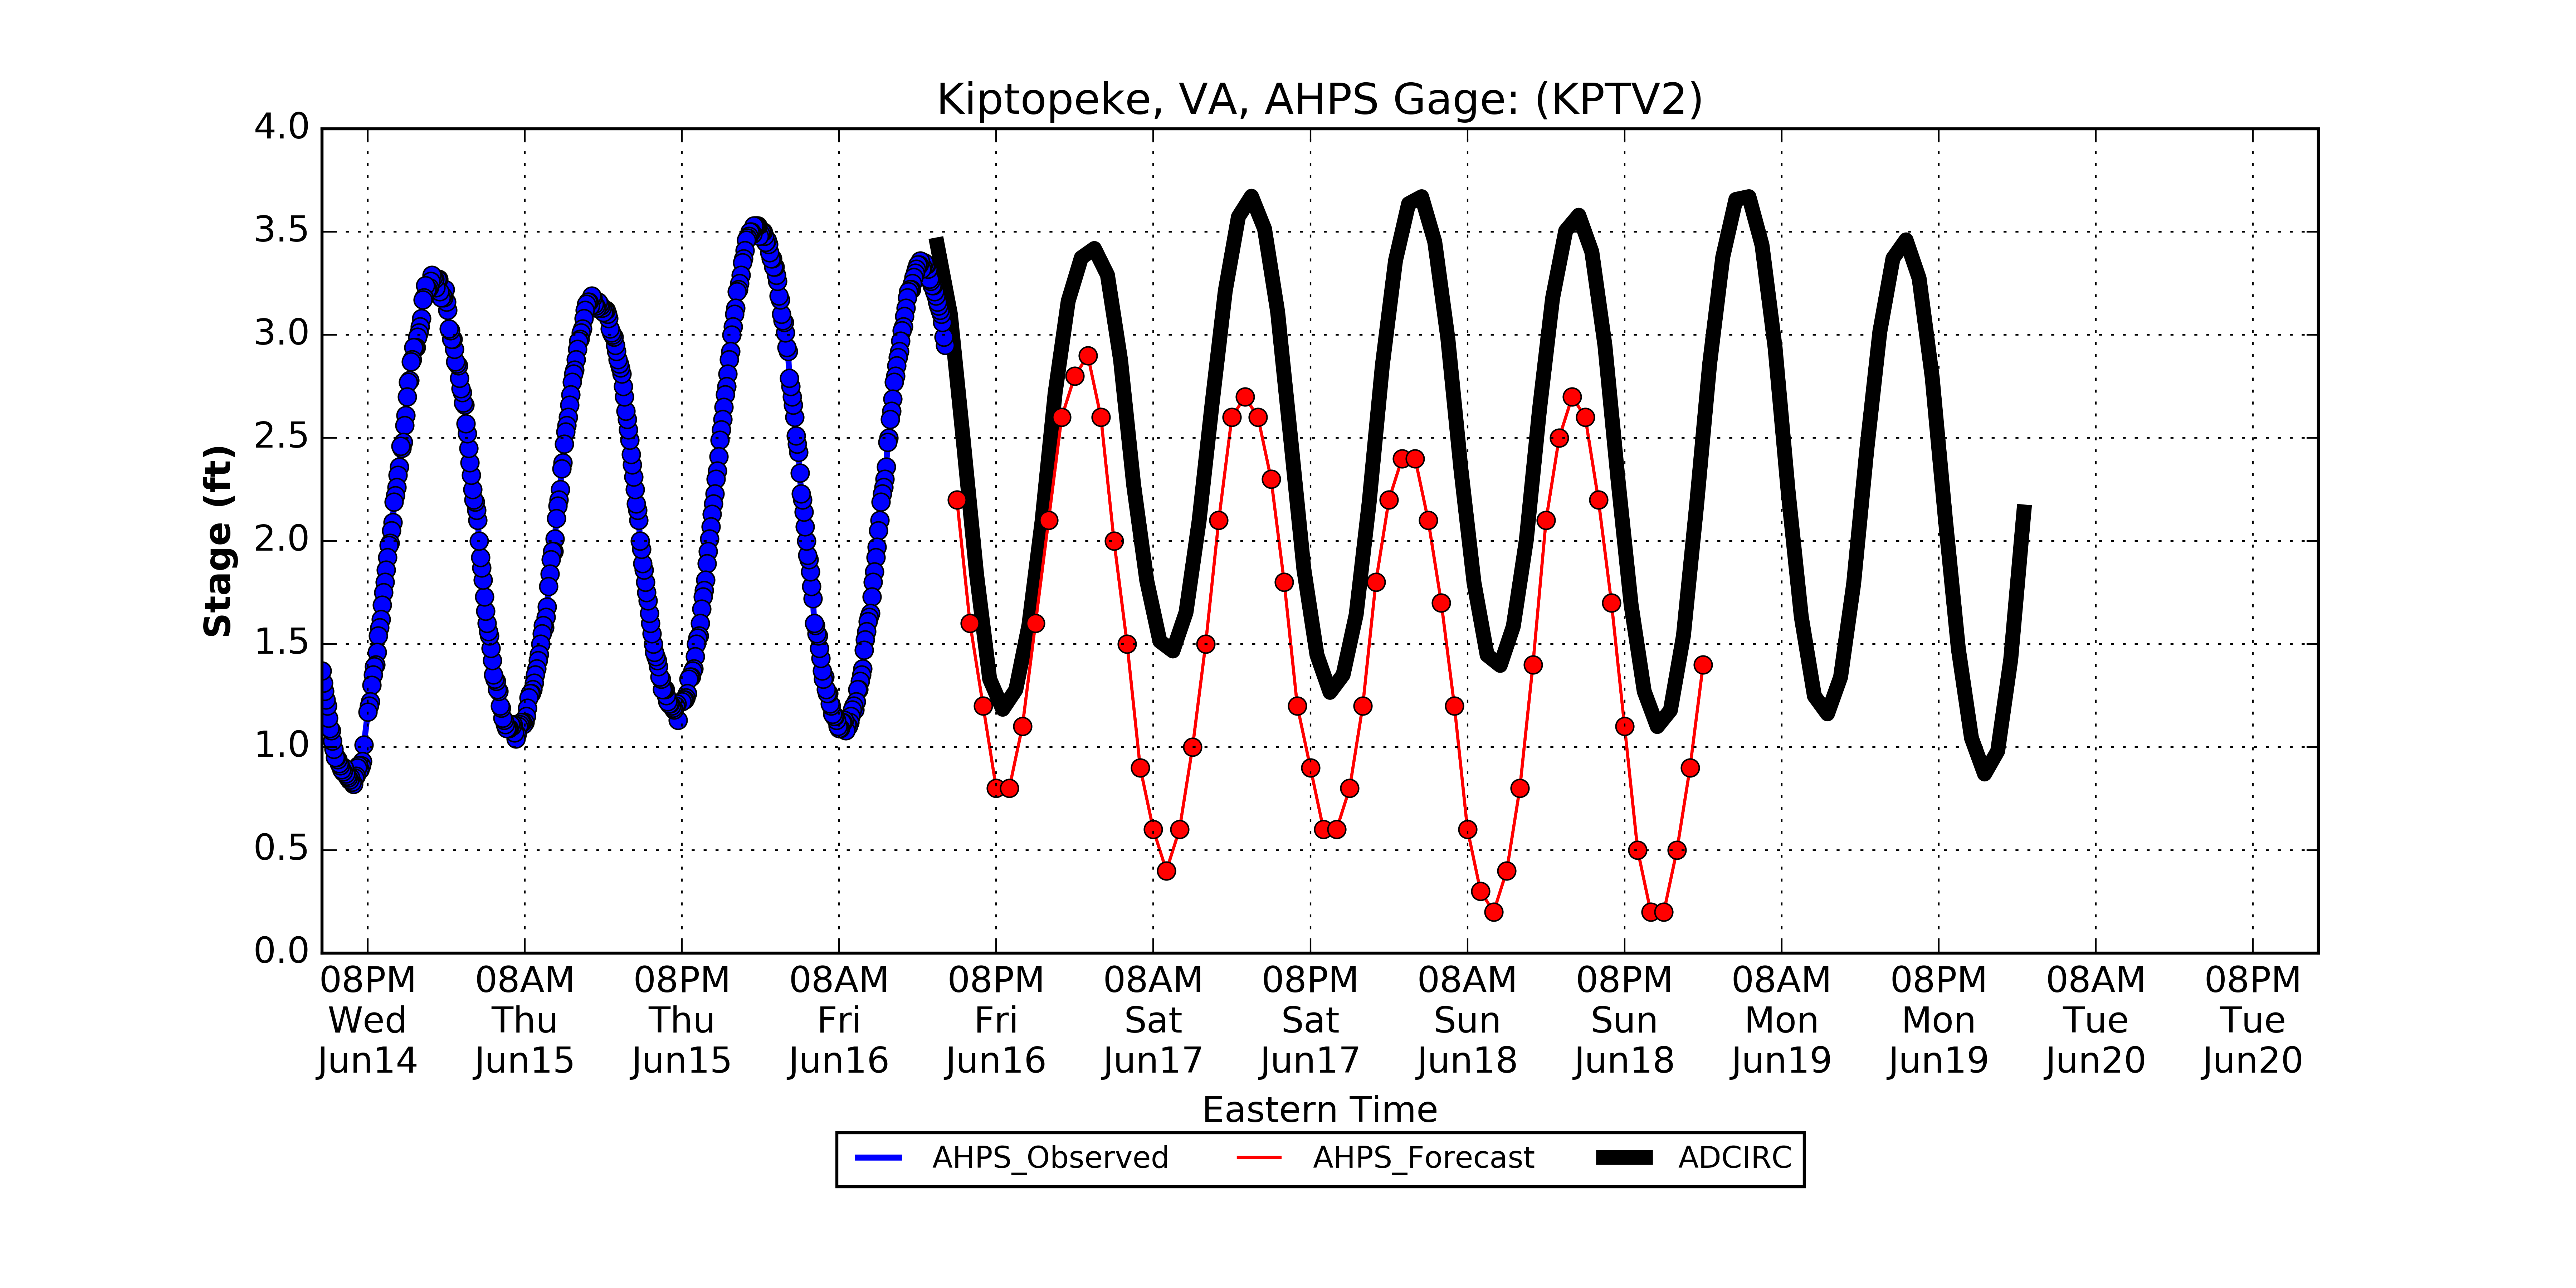 Kiptopeke, VA, AHPS Gage: (KPTV2)
4.0
3.5
3.0
2.5
2.0
1.5
1.0
0.5
0.0
Stage (ft)
08PM 08AM 08PM 08AM 08PM 08AM 08PM 08AM 08PM 08AM 08PM 08AM 08PM
Wed Thu Thu Fri Fri Sat Sat Sun Sun Mon Mon Tue Tue
Jun14 Jun15 Jun15 Jun16 Jun16 Jun17 Jun17 Jun18 Jun18 Jun19 Jun19 Jun20 Jun20
Eastern Time
AHPS_Observed AHPS_Forecast ADCIRC